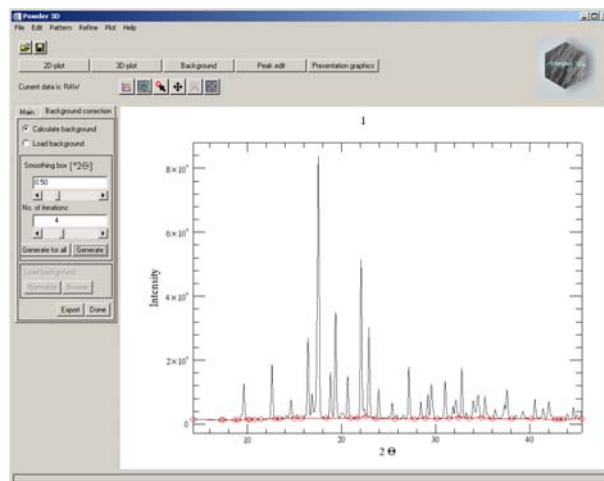 Powder 3D
File Edit Pattern Refine Plot Help
2D-plot 3D-plot Background Peak edit Presentation graphics
Current data is: RAW
Main Background correction
Calculate background
Load background
Smoothing box [°2Θ]
0.50
No. of iterations:
4
Generate for all Generate
Load background
Normalize Browse
Export Done
1
Intensity
8×10⁴
6×10⁴
4×10⁴
2×10⁴
0
10 20 30 40
2 Θ